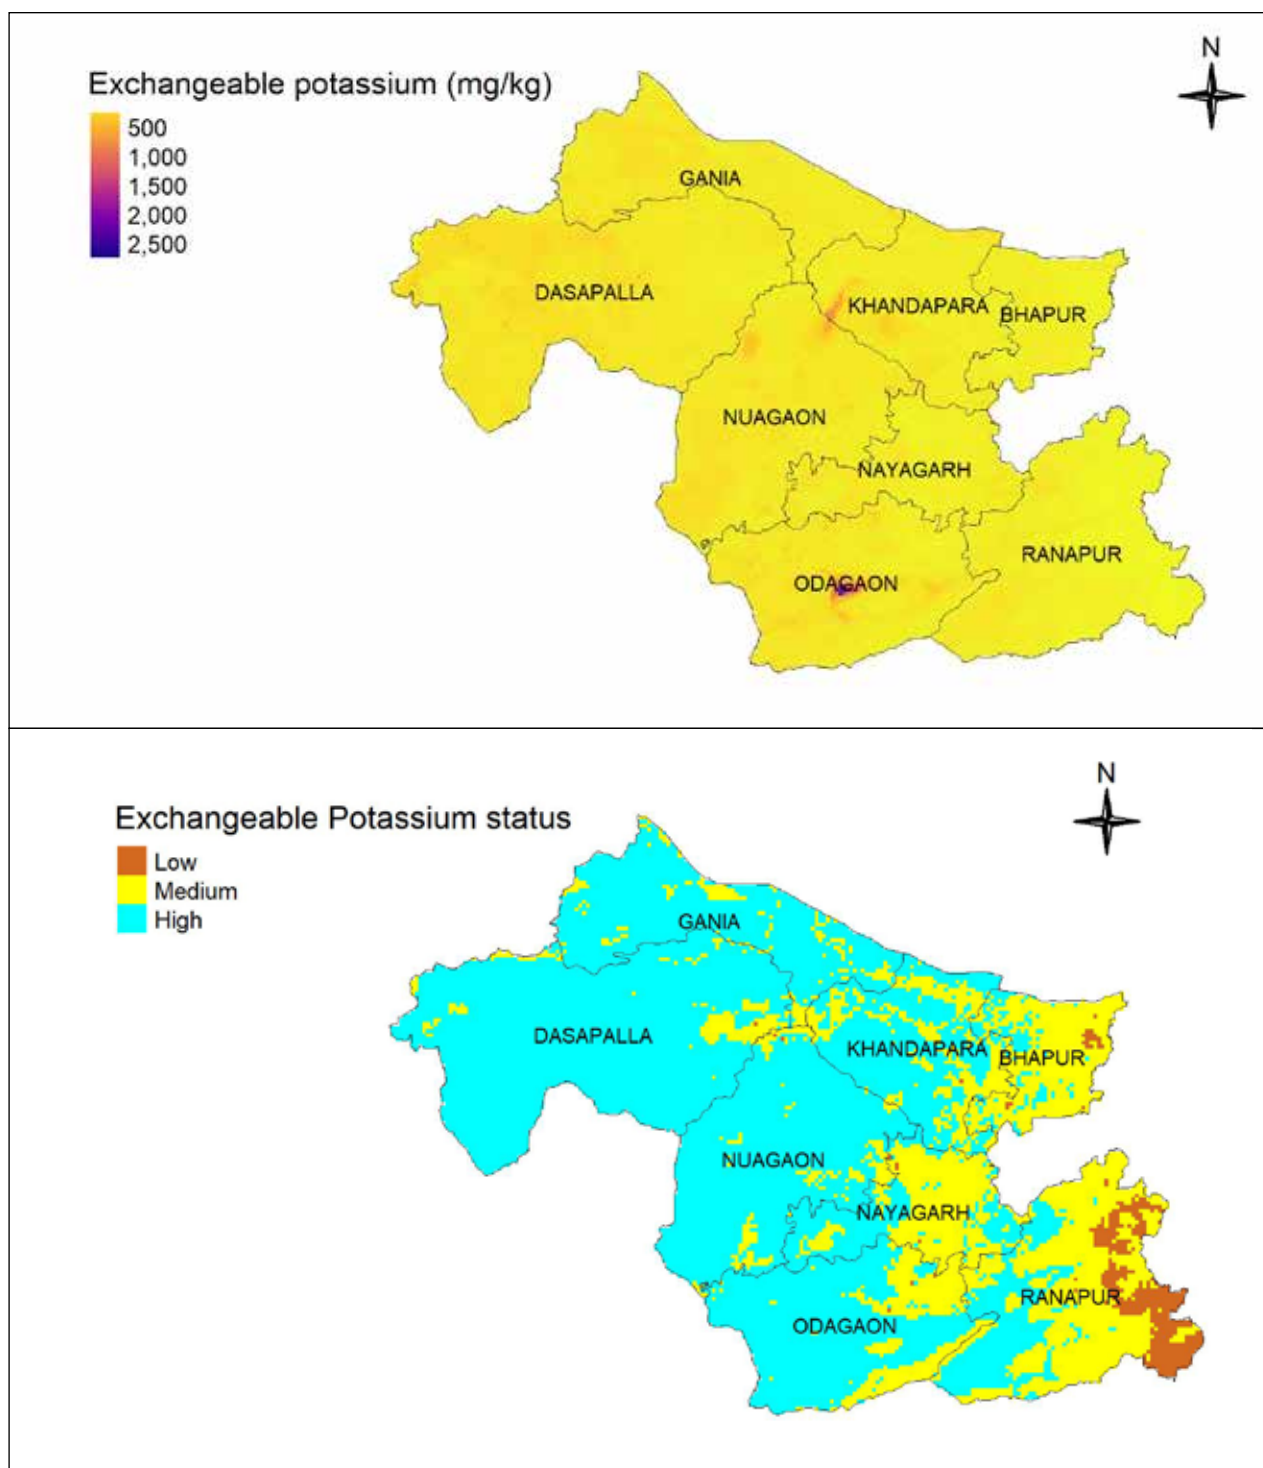 N
Exchangeable potassium (mg/kg)
500
1,000
1,500
2,000
2,500
GANIA
DASAPALLA
KHANDAPARA
BHAPUR
NUAGAON
NAYAGARH
RANAPUR
ODAGAON
N
Exchangeable Potassium status
Low
Medium
High
GANIA
DASAPALLA
KHANDAPARA
BHAPUR
NUAGAON
NAYAGARH
RANAPUR
ODAGAON